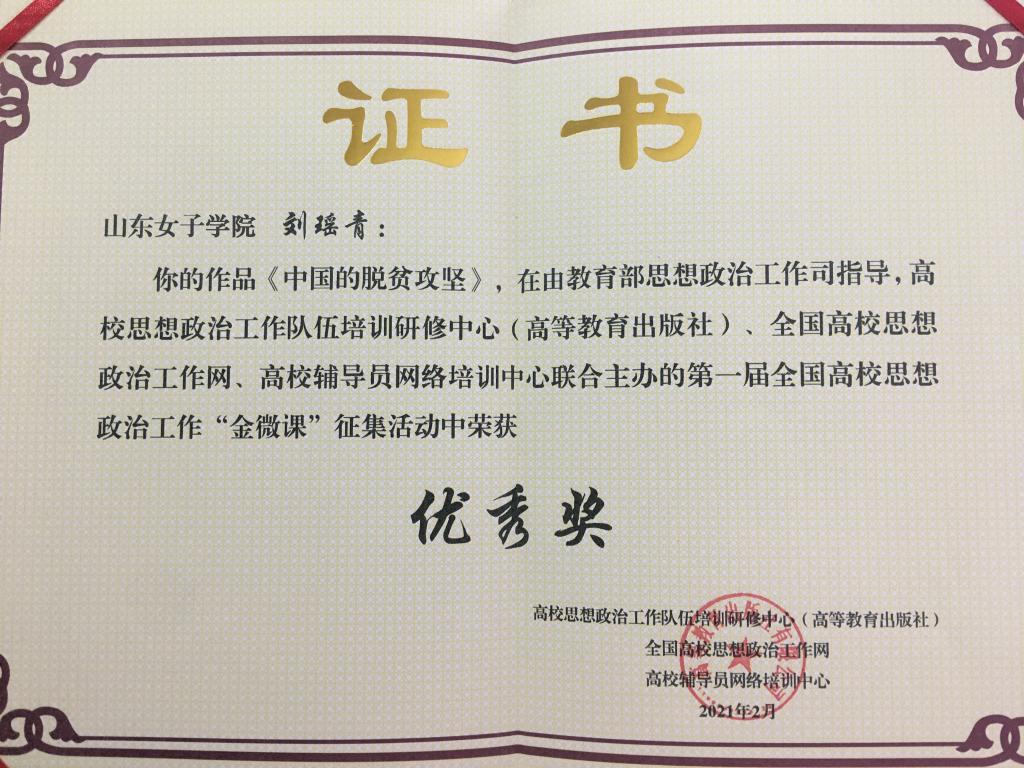 证书
山东女子学院 刘瑶青：
你的作品《中国的脱贫攻坚》，在由教育部思想政治工作司指导，高
校思想政治工作队伍培训研修中心（高等教育出版社）、全国高校思想
政治工作网、高校辅导员网络培训中心联合主办的第一届全国高校思想
政治工作“金微课”征集活动中荣获
优秀奖
高校思想政治工作队伍培训研修中心（高等教育出版社）
全国高校思想政治工作网
高校辅导员网络培训中心
2021年2月